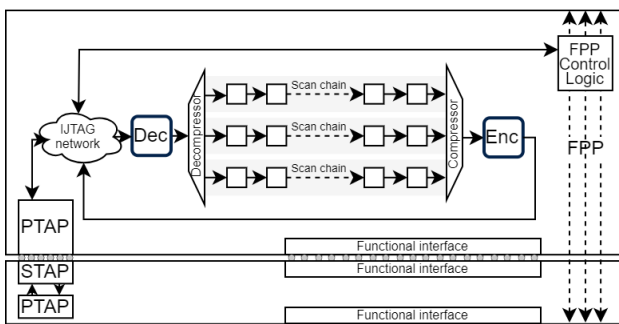 FPP
Control
Logic
Scan chain
IJTAG
network
Dec
Decompressor
Scan chain
Compressor
Enc
FPP
Scan chain
PTAP
Functional interface
STAP
Functional interface
PTAP
Functional interface